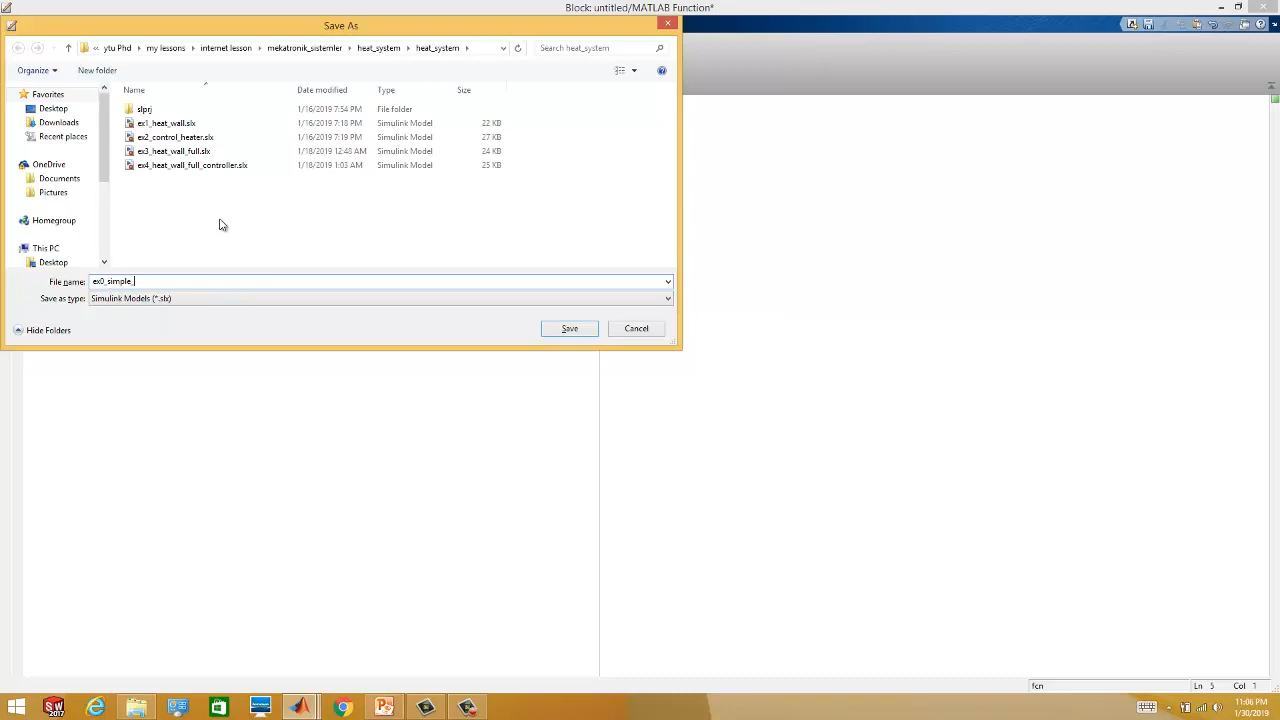 Block: untitled/MATLAB Function*
Save As
« ytu Phd my lessons internet lesson mekatronik_sistemler heat_system heat_system
Search heat_system
Organize
New folder
Name Date modified Type Size
Favorites
Desktop
Downloads
Recent places
OneDrive
Documents
Pictures
Homegroup
This PC
Desktop
slprj 1/16/2019 7:54 PM File folder
ex1_heat_wall.slx 1/16/2019 7:18 PM Simulink Model 22 KB
ex2_control_heater.slx 1/16/2019 7:19 PM Simulink Model 27 KB
ex3_heat_wall_full.slx 1/18/2019 12:48 AM Simulink Model 24 KB
ex4_heat_wall_full_controller.slx 1/18/2019 1:03 AM Simulink Model 25 KB
File name: ex0_simple_
Save as type: Simulink Models (*.slx)
Hide Folders
Save
Cancel
fcn
Ln 5 Col 1
SW
2017
11:06 PM
1/30/2019